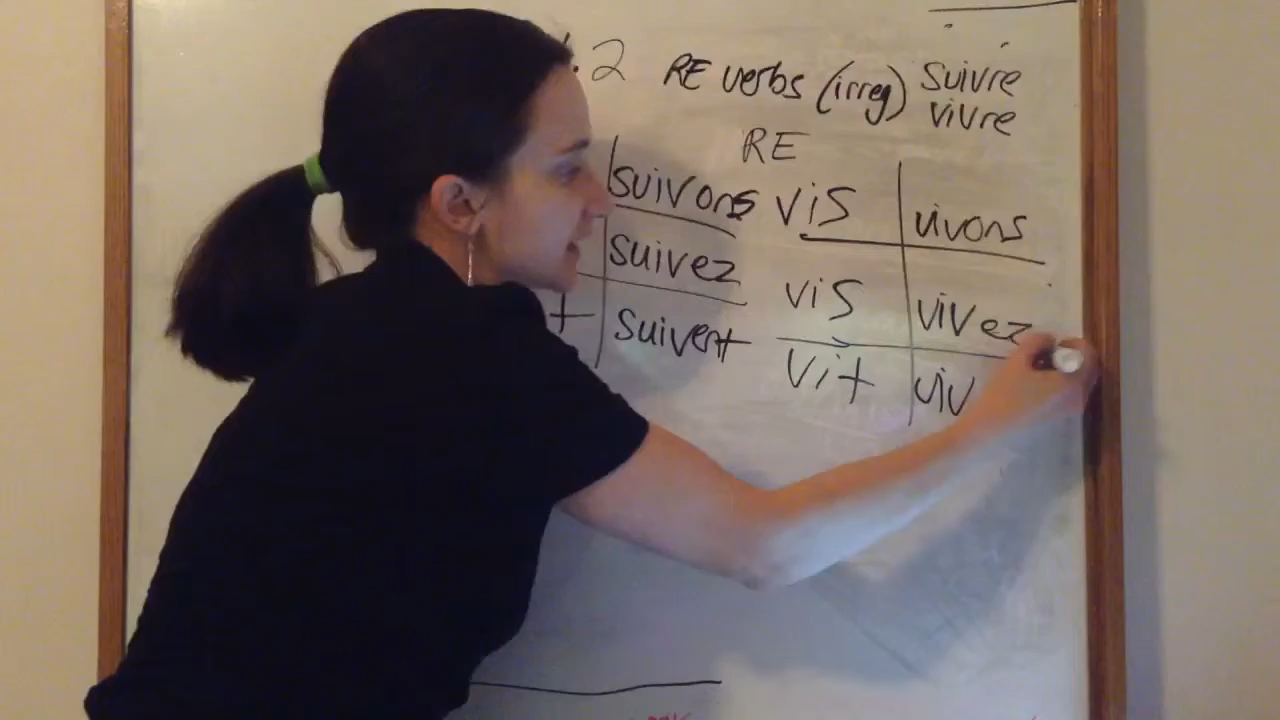 2 RE verbs (irreg) suivre
vivre
RE
suivons vis vivons
suivez vis vivez
t suivent vit viv